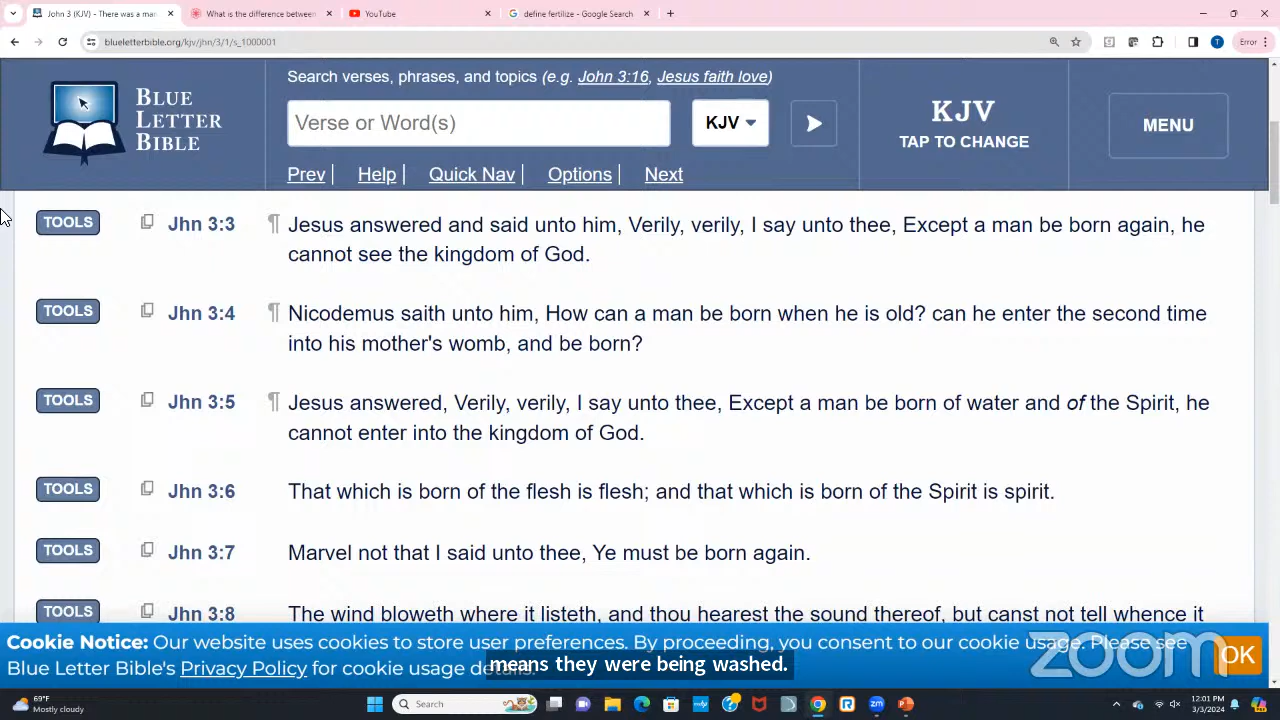 John 3 (KJV) - There was a man
What is the difference between
YouTube
define fertilize - Google Search
blueletterbible.org/kjv/jhn/3/1/s_1000001
Error
BLUE
LETTER
BIBLE
Search verses, phrases, and topics (e.g. John 3:16, Jesus faith love)
Verse or Word(s)
KJV
KJV
TAP TO CHANGE
MENU
Prev | Help | Quick Nav | Options | Next
TOOLS Jhn 3:3 ¶ Jesus answered and said unto him, Verily, verily, I say unto thee, Except a man be born again, he
cannot see the kingdom of God.
TOOLS Jhn 3:4 ¶ Nicodemus saith unto him, How can a man be born when he is old? can he enter the second time
into his mother's womb, and be born?
TOOLS Jhn 3:5 ¶ Jesus answered, Verily, verily, I say unto thee, Except a man be born of water and of the Spirit, he
cannot enter into the kingdom of God.
TOOLS Jhn 3:6 That which is born of the flesh is flesh; and that which is born of the Spirit is spirit.
TOOLS Jhn 3:7 Marvel not that I said unto thee, Ye must be born again.
TOOLS Jhn 3:8 The wind bloweth where it listeth, and thou hearest the sound thereof, but canst not tell whence it
Cookie Notice: Our website uses cookies to store user preferences. By proceeding, you consent to our cookie usage. Please see
Blue Letter Bible's Privacy Policy for cookie usage details.
means they were being washed.
zoom
OK
69°F
Mostly cloudy
Search
12:01 PM
3/3/2024